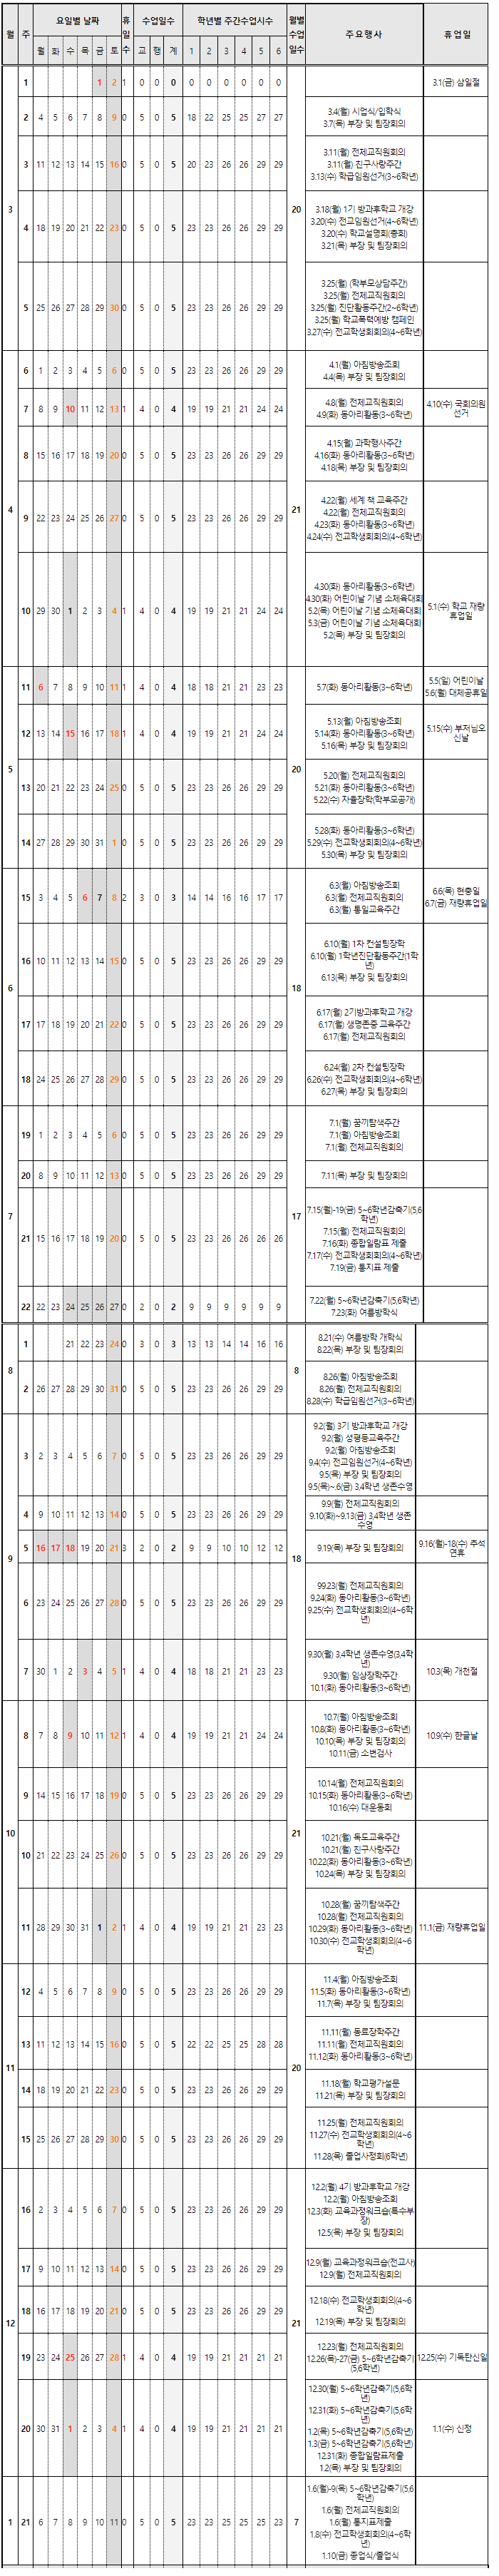 월 주 요일별 날짜 휴일수 수업일수 학년별 주간수업시수 월별수업일수 주요행사 휴업일
월 화 수 목 금 토 교 행 계 1 2 3 4 5 6
3 20
1 1 2 1 0 0 0 0 0 0 0 0 0 3.1(금) 삼일절
2 4 5 6 7 8 9 0 5 0 5 18 22 25 25 27 27
3.4(월) 시업식/입학식
3.7(목) 부장 및 팀장회의
3 11 12 13 14 15 16 0 5 0 5 20 23 26 26 29 29
3.11(월) 전체교직원회의
3.11(월) 친구사랑주간
3.13(수) 학급임원선거(3~6학년)
4 18 19 20 21 22 23 0 5 0 5 23 23 26 26 29 29
3.18(월) 1기 방과후학교 개강
3.20(수) 전교임원선거(4~6학년)
3.20(수) 학교설명회(총회)
3.21(목) 부장 및 팀장회의
5 25 26 27 28 29 30 0 5 0 5 23 23 26 26 29 29
3.25(월) (학부모상담주간)
3.25(월) 전체교직원회의
3.25(월) 진단활동주간(2~6학년)
3.25(월) 학교폭력예방 캠페인
3.27(수) 전교학생회회의(4~6학년)
4 21
6 1 2 3 4 5 6 0 5 0 5 23 23 26 26 29 29
4.1(월) 아침방송조회
4.4(목) 부장 및 팀장회의
7 8 9 10 11 12 13 1 4 0 4 19 19 21 21 24 24
4.8(월) 전체교직원회의
4.9(화) 동아리활동(3~6학년)
4.10(수) 국회의원
선거
8 15 16 17 18 19 20 0 5 0 5 23 23 26 26 29 29
4.15(월) 과학행사주간
4.16(화) 동아리활동(3~6학년)
4.18(목) 부장 및 팀장회의
9 22 23 24 25 26 27 0 5 0 5 23 23 26 26 29 29
4.22(월) 세계 책 교육주간
4.22(월) 전체교직원회의
4.23(화) 동아리활동(3~6학년)
4.24(수) 전교학생회회의(4~6학년)
10 29 30 1 2 3 4 1 4 0 4 19 19 21 21 24 24
4.30(화) 동아리활동(3~6학년)
4.30(화) 어린이날 기념 소체육대회
5.2(목) 어린이날 기념 소체육대회
5.3(금) 어린이날 기념 소체육대회
5.2(목) 부장 및 팀장회의
5.1(수) 학교 재량
휴업일
5 20
11 6 7 8 9 10 11 1 4 0 4 18 18 21 21 23 23
5.7(화) 동아리활동(3~6학년)
5.5(일) 어린이날
5.6(월) 대체공휴일
12 13 14 15 16 17 18 1 4 0 4 19 19 21 21 24 24
5.13(월) 아침방송조회
5.14(화) 동아리활동(3~6학년)
5.16(목) 부장 및 팀장회의
5.15(수) 부처님오
신날
13 20 21 22 23 24 25 0 5 0 5 23 23 26 26 29 29
5.20(월) 전체교직원회의
5.21(화) 동아리활동(3~6학년)
5.22(수) 자율장학(학부모공개)
14 27 28 29 30 31 1 0 5 0 5 23 23 26 26 29 29
5.28(화) 동아리활동(3~6학년)
5.29(수) 전교학생회회의(4~6학년)
5.30(목) 부장 및 팀장회의
6 18
15 3 4 5 6 7 8 2 3 0 3 14 14 16 16 17 17
6.3(월) 아침방송조회
6.3(월) 전체교직원회의
6.3(월) 통일교육주간
6.6(목) 현충일
6.7(금) 재량휴업일
16 10 11 12 13 14 15 0 5 0 5 23 23 26 26 29 29
6.10(월) 1차 컨설팅장학
6.10(월) 1학년진단활동주간(1학
년)
6.13(목) 부장 및 팀장회의
17 17 18 19 20 21 22 0 5 0 5 23 23 26 26 29 29
6.17(월) 2기방과후학교 개강
6.17(월) 생명존중 교육주간
6.17(월) 전체교직원회의
18 24 25 26 27 28 29 0 5 0 5 23 23 26 26 29 29
6.24(월) 2차 컨설팅장학
6.26(수) 전교학생회회의(4~6학년)
6.27(목) 부장 및 팀장회의
7 17
19 1 2 3 4 5 6 0 5 0 5 23 23 26 26 29 29
7.1(월) 꿈끼탐색주간
7.1(월) 아침방송조회
7.1(월) 전체교직원회의
20 8 9 10 11 12 13 0 5 0 5 23 23 26 26 29 29
7.11(목) 부장 및 팀장회의
21 15 16 17 18 19 20 0 5 0 5 23 23 26 26 26 26
7.15(월)-19(금) 5~6학년감축기(5,6
학년)
7.15(월) 전체교직원회의
7.16(화) 종합일람표 제출
7.17(수) 전교학생회회의(4~6학년)
7.19(금) 통지표 제출
22 22 23 24 25 26 27 0 2 0 2 9 9 9 9 9 9
7.22(월) 5~6학년감축기(5,6학년)
7.23(화) 여름방학식
8 8
1 21 22 23 24 0 3 0 3 13 13 14 14 16 16
8.21(수) 여름방학 개학식
8.22(목) 부장 및 팀장회의
2 26 27 28 29 30 31 0 5 0 5 23 23 26 26 29 29
8.26(월) 아침방송조회
8.26(월) 전체교직원회의
8.28(수) 학급임원선거(3~6학년)
9 18
3 2 3 4 5 6 7 0 5 0 5 23 23 26 26 29 29
9.2(월) 3기 방과후학교 개강
9.2(월) 성평등교육주간
9.2(월) 아침방송조회
9.4(수) 전교임원선거(4~6학년)
9.5(목) 부장 및 팀장회의
9.5(목)~.6(금) 3,4학년 생존수영
4 9 10 11 12 13 14 0 5 0 5 23 23 26 26 29 29
9.9(월) 전체교직원회의
9.10(화)~9.13(금) 3,4학년 생존
수영
5 16 17 18 19 20 21 3 2 0 2 9 9 10 10 12 12
9.19(목) 부장 및 팀장회의
9.16(월)-18(수) 추석
연휴
6 23 24 25 26 27 28 0 5 0 5 23 23 26 26 29 29
99.23(월) 전체교직원회의
9.24(화) 동아리활동(3~6학년)
9.25(수) 전교학생회회의(4~6학
년)
7 30 1 2 3 4 5 1 4 0 4 18 18 21 21 23 23
9.30(월) 3,4학년 생존수영(3,4학
년)
9.30(월) 임상장학주간
10.1(화) 동아리활동(3~6학년)
10.3(목) 개천절
10 21
8 7 8 9 10 11 12 1 4 0 4 19 19 21 21 24 24
10.7(월) 아침방송조회
10.8(화) 동아리활동(3~6학년)
10.10(목) 부장 및 팀장회의
10.11(금) 소변검사
10.9(수) 한글날
9 14 15 16 17 18 19 0 5 0 5 23 23 26 26 29 29
10.14(월) 전체교직원회의
10.15(화) 동아리활동(3~6학년)
10.16(수) 대운동회
10 21 22 23 24 25 26 0 5 0 5 23 23 26 26 29 29
10.21(월) 독도교육주간
10.21(월) 친구사랑주간
10.22(화) 동아리활동(3~6학년)
10.24(목) 부장 및 팀장회의
11 28 29 30 31 1 2 1 4 0 4 19 19 21 21 23 23
10.28(월) 꿈끼탐색주간
10.28(월) 전체교직원회의
10.29(화) 동아리활동(3~6학년)
10.30(수) 전교학생회회의(4~6
학년)
11.1(금) 재량휴업일
11 20
12 4 5 6 7 8 9 0 5 0 5 23 23 26 26 29 29
11.4(월) 아침방송조회
11.5(화) 동아리활동(3~6학년)
11.7(목) 부장 및 팀장회의
13 11 12 13 14 15 16 0 5 0 5 22 22 25 25 28 28
11.11(월) 동료장학주간
11.11(월) 전체교직원회의
11.12(화) 동아리활동(3~6학년)
14 18 19 20 21 22 23 0 5 0 5 23 23 26 26 29 29
11.18(월) 학교평가설문
11.21(목) 부장 및 팀장회의
15 25 26 27 28 29 30 0 5 0 5 23 23 26 26 29 29
11.25(월) 전체교직원회의
11.27(수) 전교학생회회의(4~6
학년)
11.28(목) 졸업사정회(6학년)
12 21
16 2 3 4 5 6 7 0 5 0 5 23 23 26 26 29 29
12.2(월) 4기 방과후학교 개강
12.2(월) 아침방송조회
12.3(화) 교육과정워크숍(특수부
장)
12.5(목) 부장 및 팀장회의
17 9 10 11 12 13 14 0 5 0 5 23 23 26 26 29 29
12.9(월) 교육과정워크숍(전교사)
12.9(월) 전체교직원회의
18 16 17 18 19 20 21 0 5 0 5 23 23 26 26 29 29
12.18(수) 전교학생회회의(4~6
학년)
12.19(목) 부장 및 팀장회의
19 23 24 25 26 27 28 1 4 0 4 19 19 21 21 21 21
12.23(월) 전체교직원회의
12.26(목)-27(금) 5~6학년감축기
(5,6학년)
12.25(수) 기독탄신일
20 30 31 1 2 3 4 1 4 0 4 19 19 21 21 21 21
12.30(월) 5~6학년감축기(5,6학
년)
12.31(화) 5~6학년감축기(5,6학
년)
1.2(목) 5~6학년감축기(5,6학년)
1.3(금) 5~6학년감축기(5,6학년)
12.31(화) 종합일람표제출
1.2(목) 부장 및 팀장회의
1.1(수) 신정
1 7
21 6 7 8 9 10 11 0 5 0 5 23 23 25 25 25 23
1.6(월)-9(목) 5~6학년감축기(5,6
학년)
1.6(월) 전체교직원회의
1.6(월) 통지표제출
1.8(수) 전교학생회회의(4~6학
년)
1.10(금) 종업식/졸업식